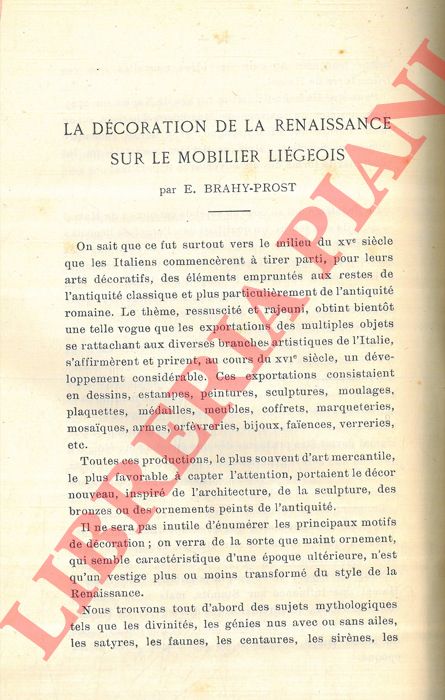 LA DÉCORATION DE LA RENAISSANCE
SUR LE MOBILIER LIÉGEOIS
par E. BRAHY-PROST
On sait que ce fut surtout vers le milieu du XVe siècle
que les Italiens commencèrent à tirer parti, pour leurs
arts décoratifs, des éléments empruntés aux restes de
l'antiquité classique et plus particulièrement de l'antiquité
romaine. Le thème, ressuscité et rajeuni, obtint bientôt
une telle vogue que les exportations des multiples objets
se rattachant aux diverses branches artistiques de l'Italie,
s'affirmèrent et prirent, au cours du XVIe siècle, un déve-
loppement considérable. Ces exportations consistaient
en dessins, estampes, peintures, sculptures, moulages,
plaquettes, médailles, meubles, coffrets, marqueteries,
mosaïques, armes, orfèvreries, bijoux, faïences, verreries,
etc.
Toutes ces productions, le plus souvent d'art mercantile,
le plus favorable à capter l'attention, portaient le décor
nouveau, inspiré de l'architecture, de la sculpture, des
bronzes ou des ornements peints de l'antiquité.
Il ne sera pas inutile d'énumérer les principaux motifs
de décoration ; on verra de la sorte que maint ornement,
qui semble caractéristique d'une époque ultérieure, n'est
qu'un vestige plus ou moins transformé du style de la
Renaissance.
Nous trouvons tout d'abord des sujets mythologiques
tels que les divinités, les génies nus avec ou sans ailes,
les satyres, les faunes, les centaures, les sirènes, les
LIBRERIA PIANI